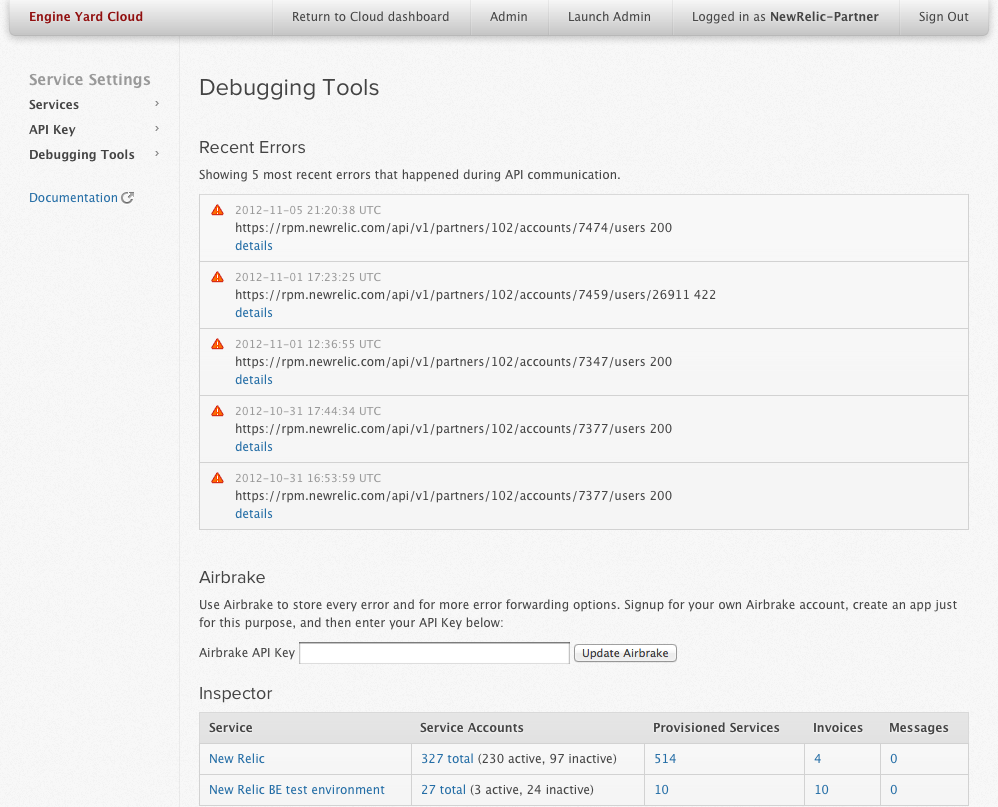 Engine Yard Cloud Return to Cloud dashboard Admin Launch Admin Logged in as NewRelic-Partner Sign Out
Service Settings
Services
API Key
Debugging Tools
Documentation
Debugging Tools
Recent Errors
Showing 5 most recent errors that happened during API communication.
2012-11-05 21:20:38 UTC
https://rpm.newrelic.com/api/v1/partners/102/accounts/7474/users 200
details
2012-11-01 17:23:25 UTC
https://rpm.newrelic.com/api/v1/partners/102/accounts/7459/users/26911 422
details
2012-11-01 12:36:55 UTC
https://rpm.newrelic.com/api/v1/partners/102/accounts/7347/users 200
details
2012-10-31 17:44:34 UTC
https://rpm.newrelic.com/api/v1/partners/102/accounts/7377/users 200
details
2012-10-31 16:53:59 UTC
https://rpm.newrelic.com/api/v1/partners/102/accounts/7377/users 200
details
Airbrake
Use Airbrake to store every error and for more error forwarding options. Signup for your own Airbrake account, create an app just
for this purpose, and then enter your API Key below:
Airbrake API Key Update Airbrake
Inspector
Service Service Accounts Provisioned Services Invoices Messages
New Relic 327 total (230 active, 97 inactive) 514 4 0
New Relic BE test environment 27 total (3 active, 24 inactive) 10 10 0